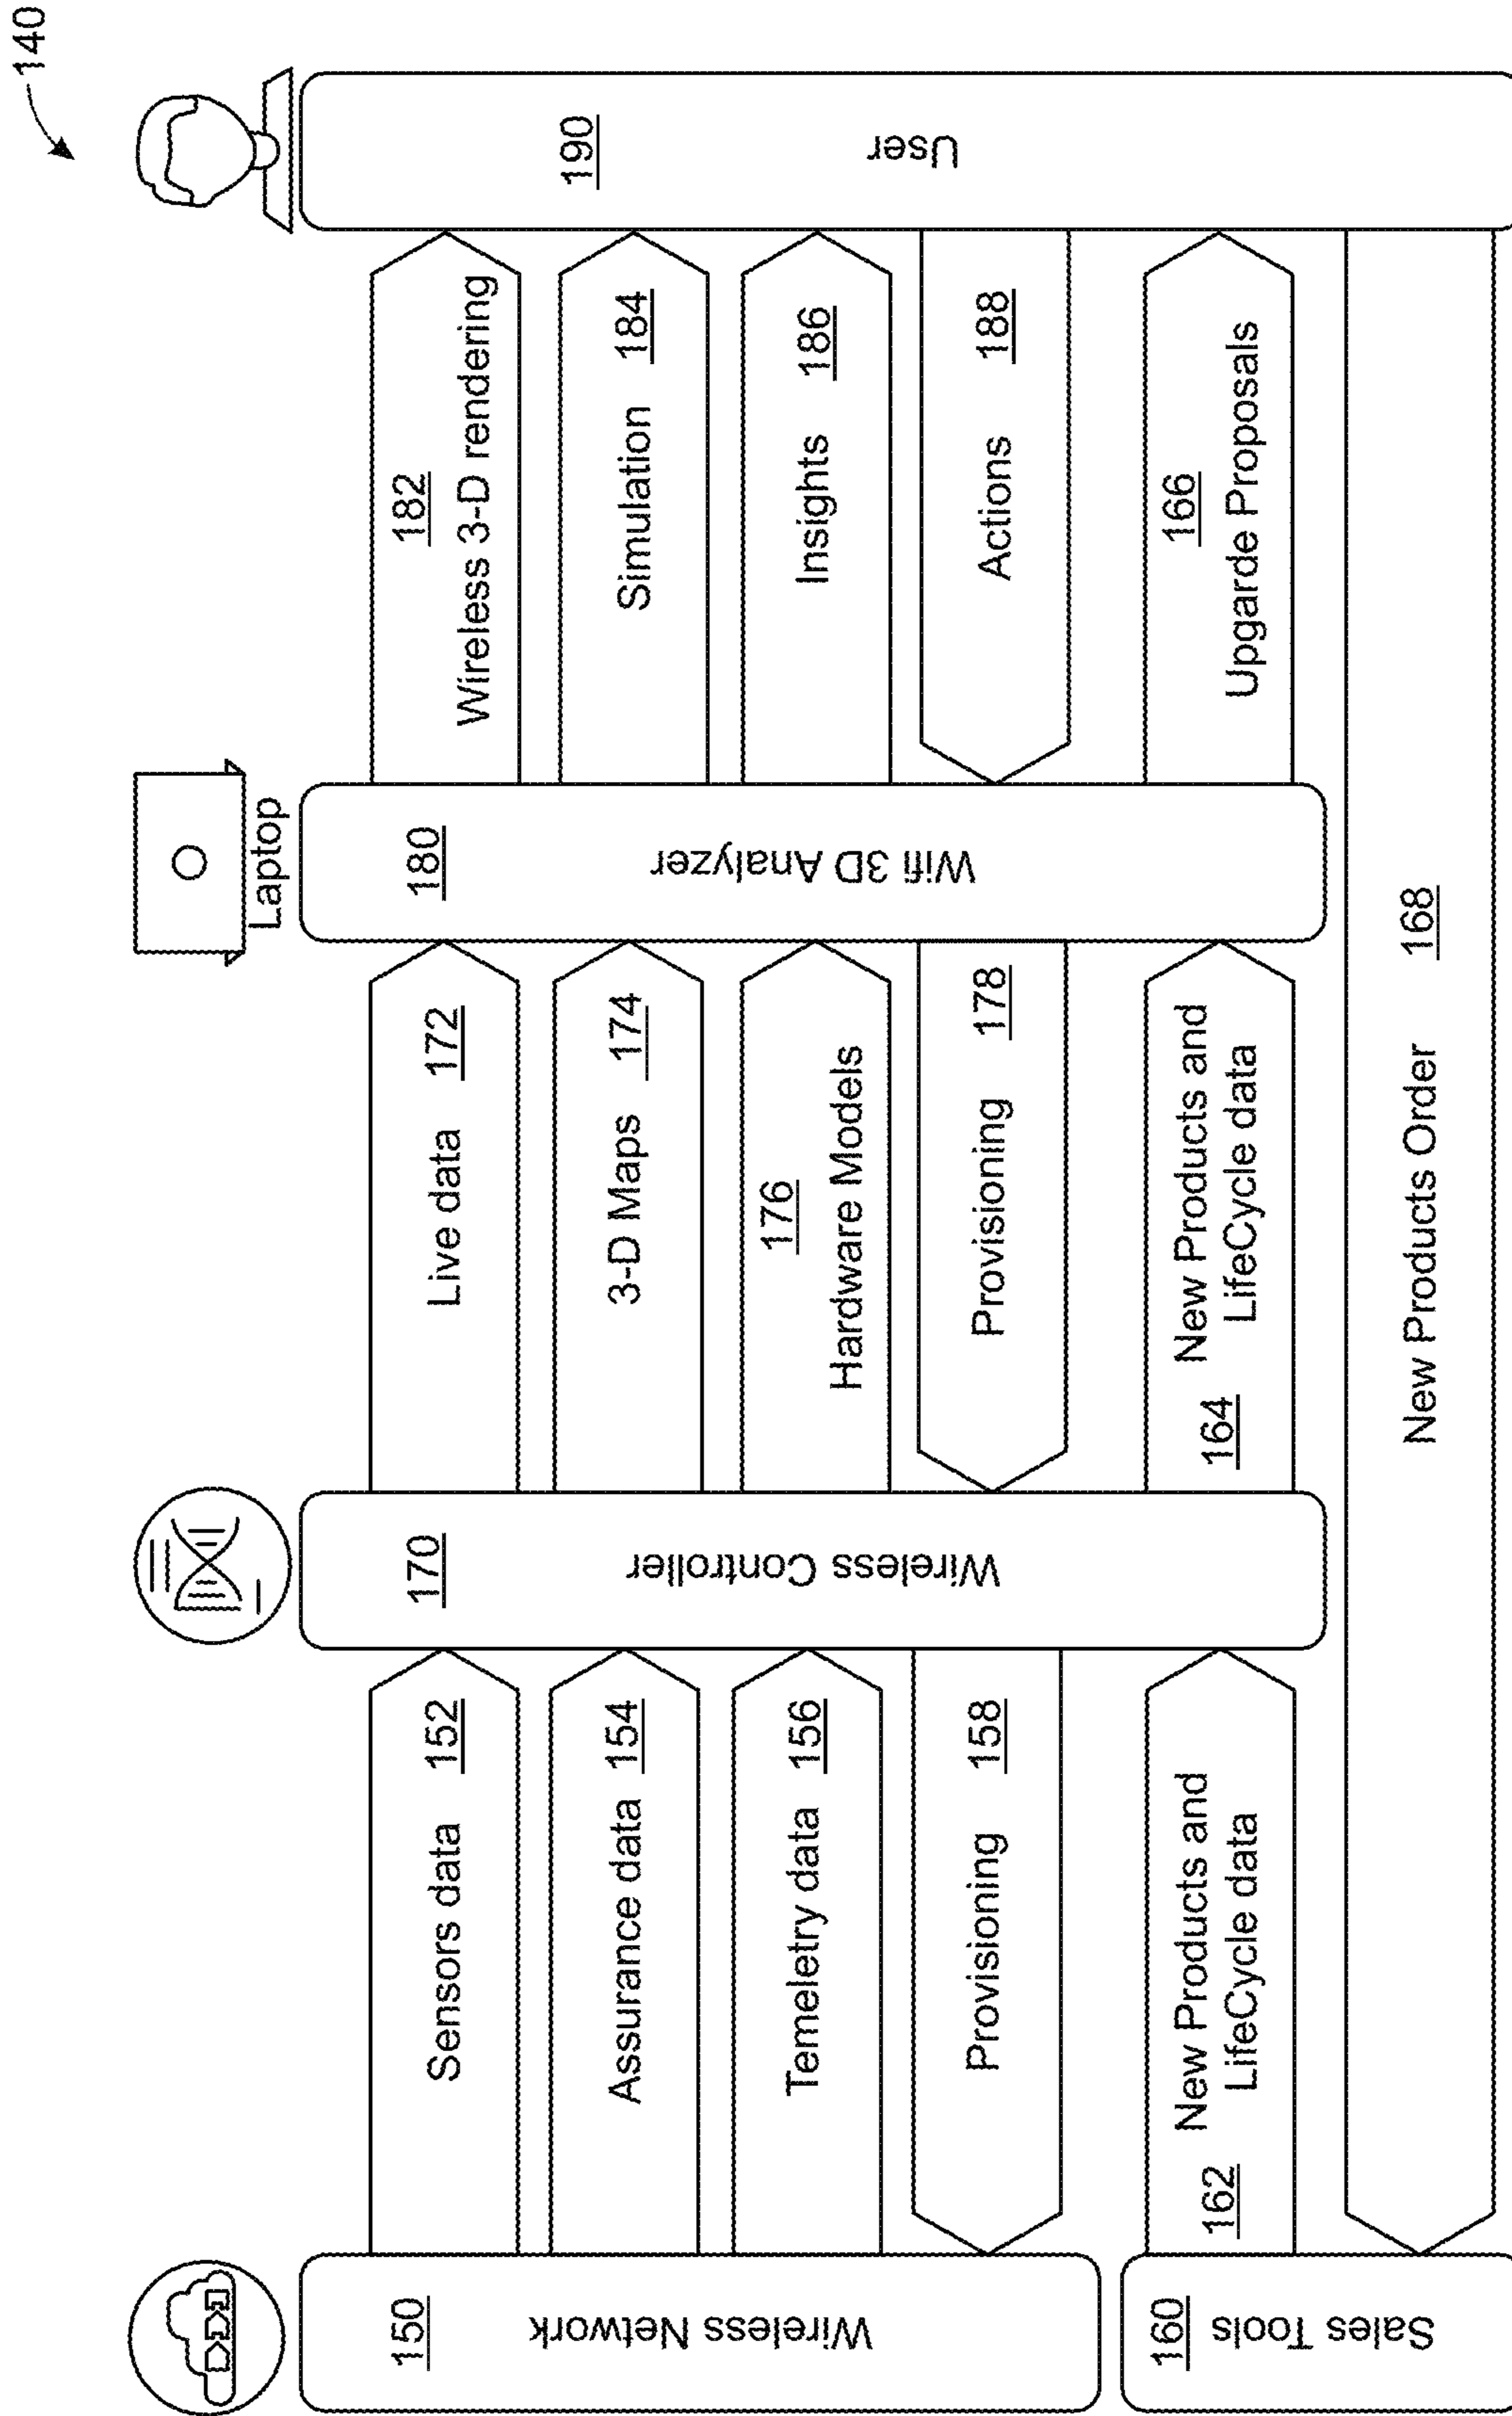 140
Laptop
150
Wireless Network
Sensors data 152
Assurance data 154
Temeletry data 156
Provisioning 158
160
Sales Tools
162
New Products and
LifeCycle data
170
Wireless Controller
Live data 172
3-D Maps 174
176
Hardware Models
Provisioning 178
164
New Products and
LifeCycle data
180
Wifi 3D Analyzer
182
Wireless 3-D rendering
Simulation 184
Insights 186
Actions 188
166
Upgarde Proposals
190
User
New Products Order 168